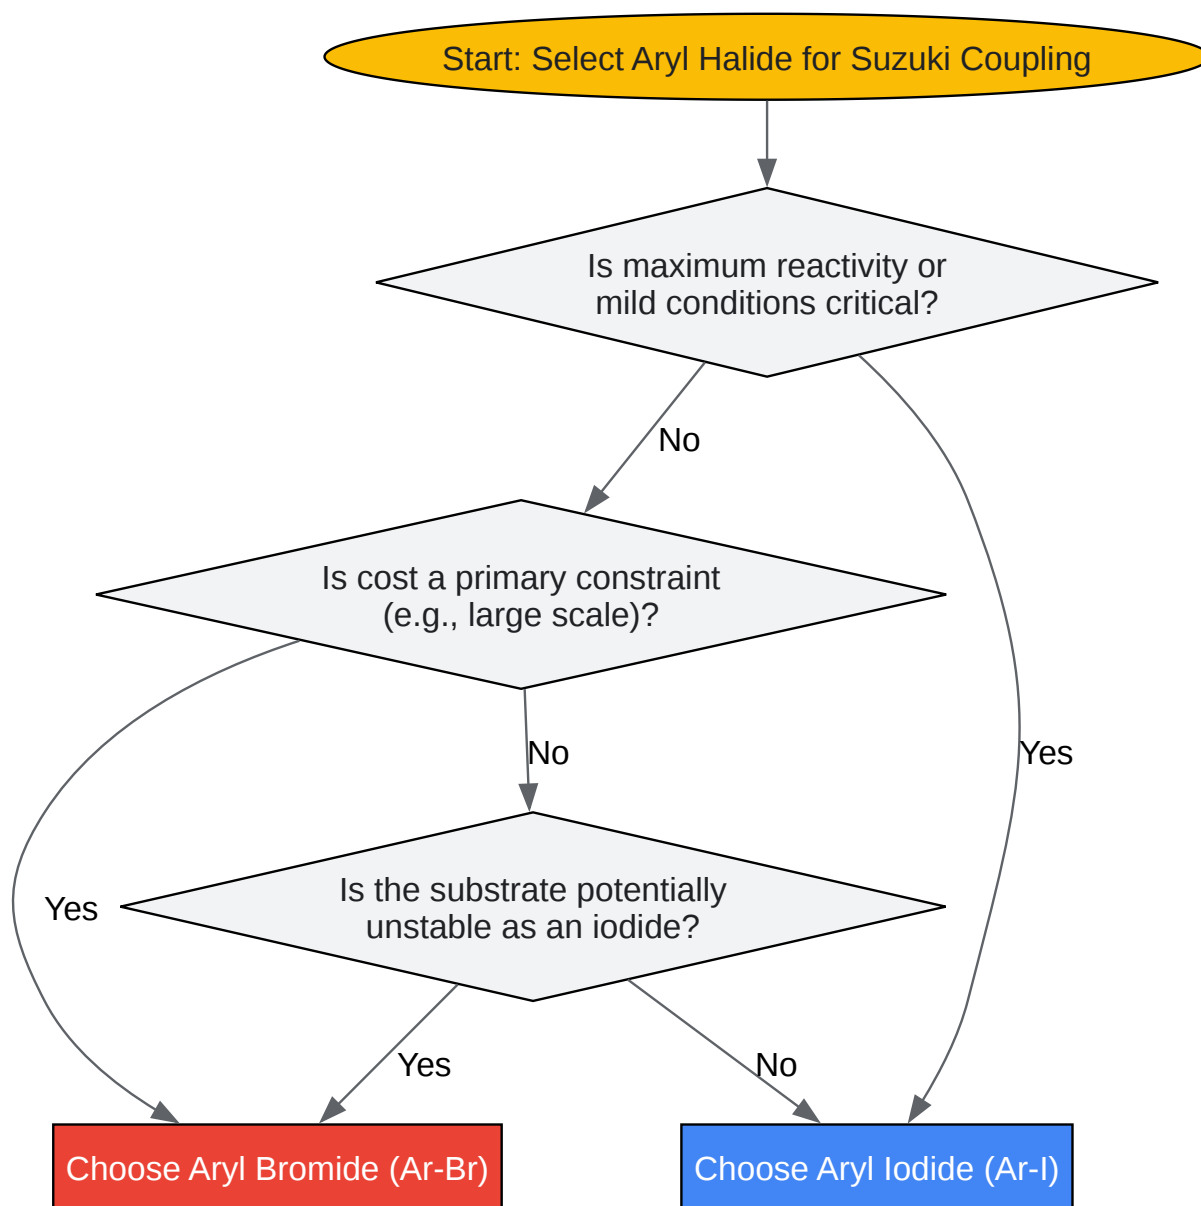 Start: Select Aryl Halide for Suzuki Coupling
Is maximum reactivity or
mild conditions critical?
No
Is cost a primary constraint
(e.g., large scale)?
No
Yes
Is the substrate potentially
unstable as an iodide?
Yes
Yes
No
Choose Aryl Bromide (Ar-Br)
Choose Aryl Iodide (Ar-I)